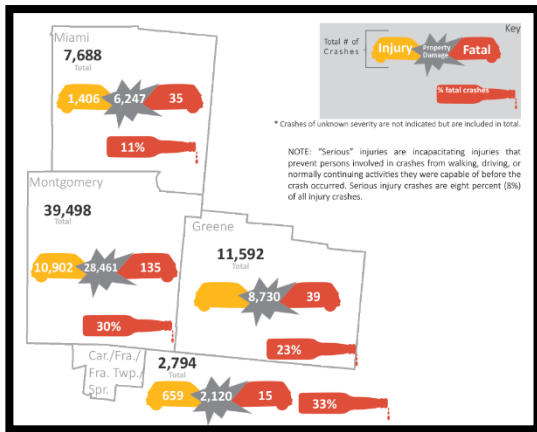 Miami
7,688
Total
1,406 6,247 35
11%
Key
Total # of
Crashes
Injury
Property
Damage
Fatal
% fatal crashes
* Crashes of unknown severity are not indicated but are included in total.
NOTE: “Serious” injuries are incapacitating injuries that
prevent persons involved in crashes from walking, driving, or
normally continuing activities they were capable of before the
crash occurred. Serious injury crashes are eight percent (8%)
of all injury crashes.
Montgomery
39,498
Total
10,902 28,461 135
30%
Greene
11,592
Total
8,730 39
23%
Car./Fra./
Fra. Twp./
Spr.
2,794
Total
659 2,120 15
33%